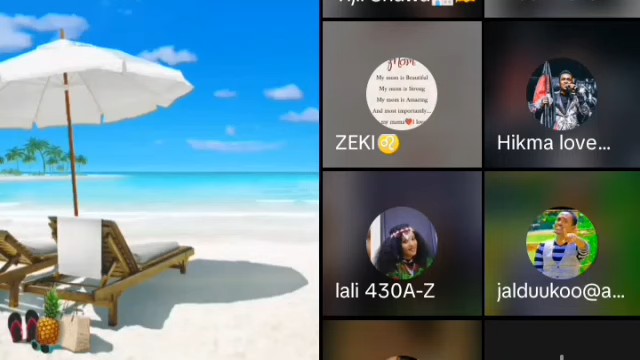 Mom
My mom is Beautiful
My mom is Strong
My mom is Amazing
And most importantly...
ZEKI♌
Hikma love...
lali 430A-Z
jalduukoo@a...